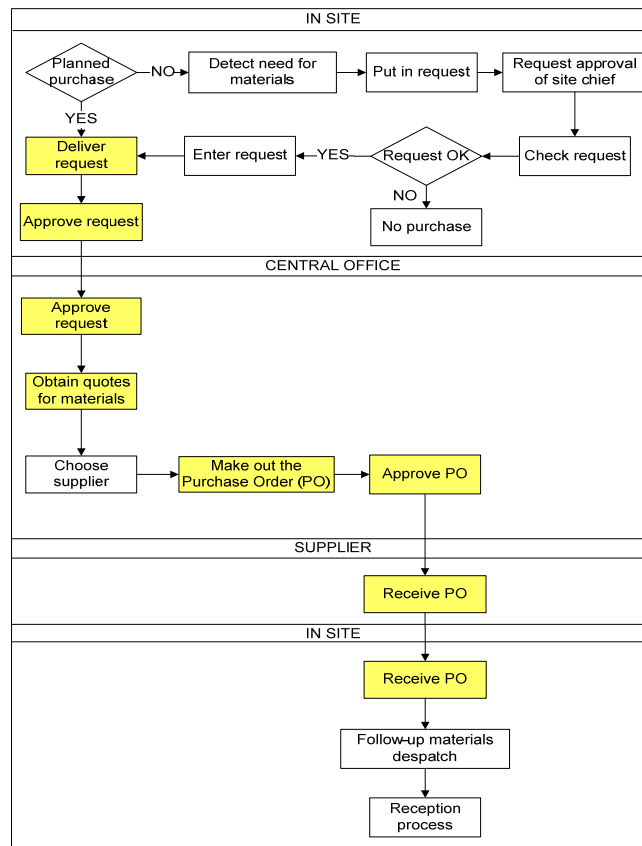 IN SITE
Planned
purchase
NO
Detect need for
materials
Put in request
Request approval
of site chief
YES
Deliver
request
Enter request
YES
Request OK
Check request
NO
Approve request
No purchase
CENTRAL OFFICE
Approve
request
Obtain quotes
for materials
Choose
supplier
Make out the
Purchase Order (PO)
Approve PO
SUPPLIER
Receive PO
IN SITE
Receive PO
Follow-up materials
despatch
Reception
process